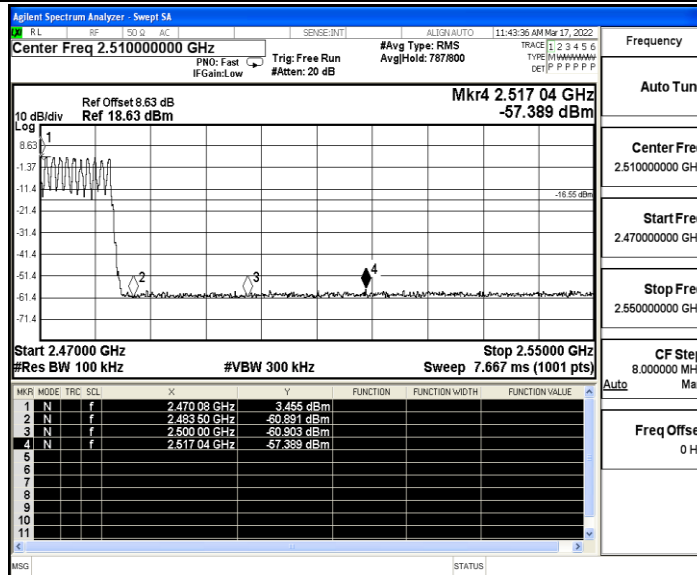 Agilent Spectrum Analyzer - Swept SA
RL RF 50 Ω AC SENSE:INT ALIGN AUTO 11:43:36 AM Mar 17, 2022
Center Freq 2.510000000 GHz
PNO: Fast
IFGain:Low
Trig: Free Run
#Atten: 20 dB
#Avg Type: RMS
Avg|Hold: 787/800
TRACE 1 2 3 4 5 6
TYPE M
DET P P P P P P
Ref Offset 8.63 dB
Ref 18.63 dBm
10 dB/div
Log
Mkr4 2.517 04 GHz
-57.389 dBm
8.63
-1.37
-11.4
-21.4
-31.4
-41.4
-51.4
-61.4
-71.4
1
2
3
4
-16.55 dBm
Start 2.47000 GHz
Stop 2.55000 GHz
#Res BW 100 kHz
#VBW 300 kHz
Sweep 7.667 ms (1001 pts)
MKR MODE TRC SCL X Y FUNCTION FUNCTION WIDTH FUNCTION VALUE
1 N f 2.470 08 GHz 3.455 dBm
2 N f 2.483 50 GHz -60.891 dBm
3 N f 2.500 00 GHz -60.903 dBm
4 N f 2.517 04 GHz -57.389 dBm
5
6
7
8
9
10
11
MSG
STATUS
Frequency
Auto Tun
Center Fre
2.510000000 GH
Start Fre
2.470000000 GH
Stop Fre
2.550000000 GH
CF Step
8.000000 MH
Auto Ma
Freq Offse
0 H